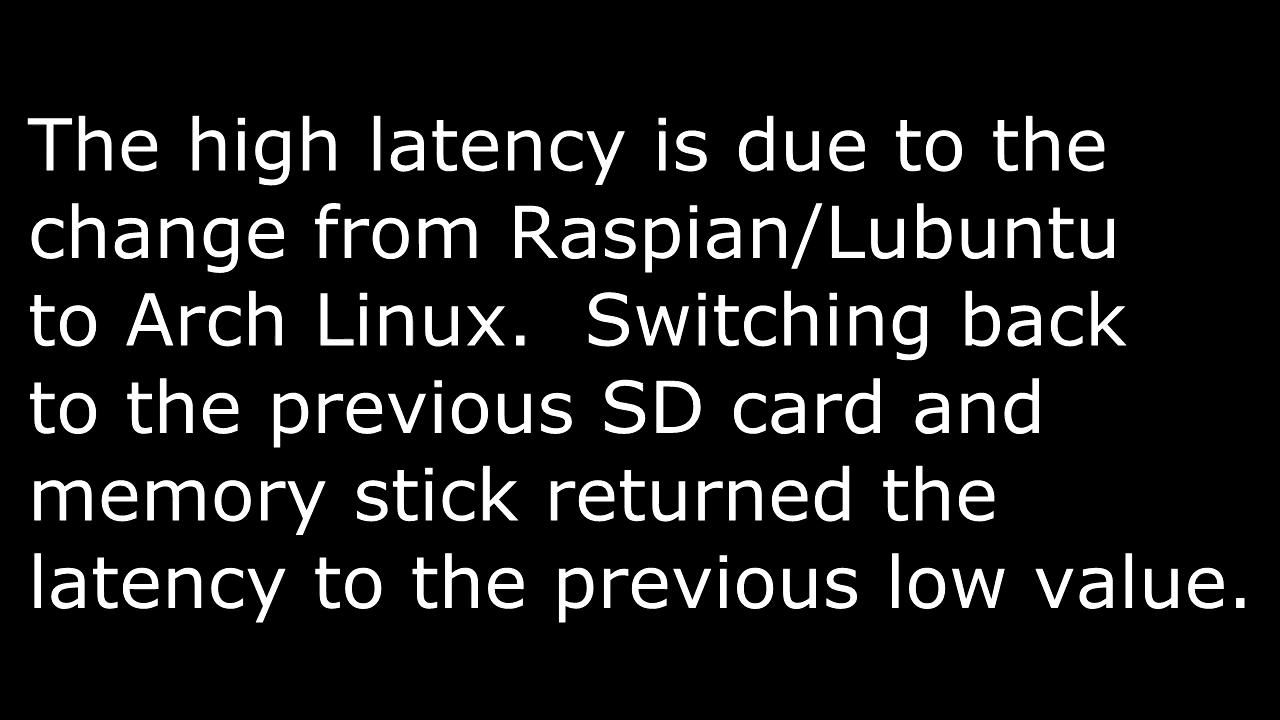 The high latency is due to the
change from Raspian/Lubuntu
to Arch Linux.  Switching back
to the previous SD card and
memory stick returned the
latency to the previous low value.